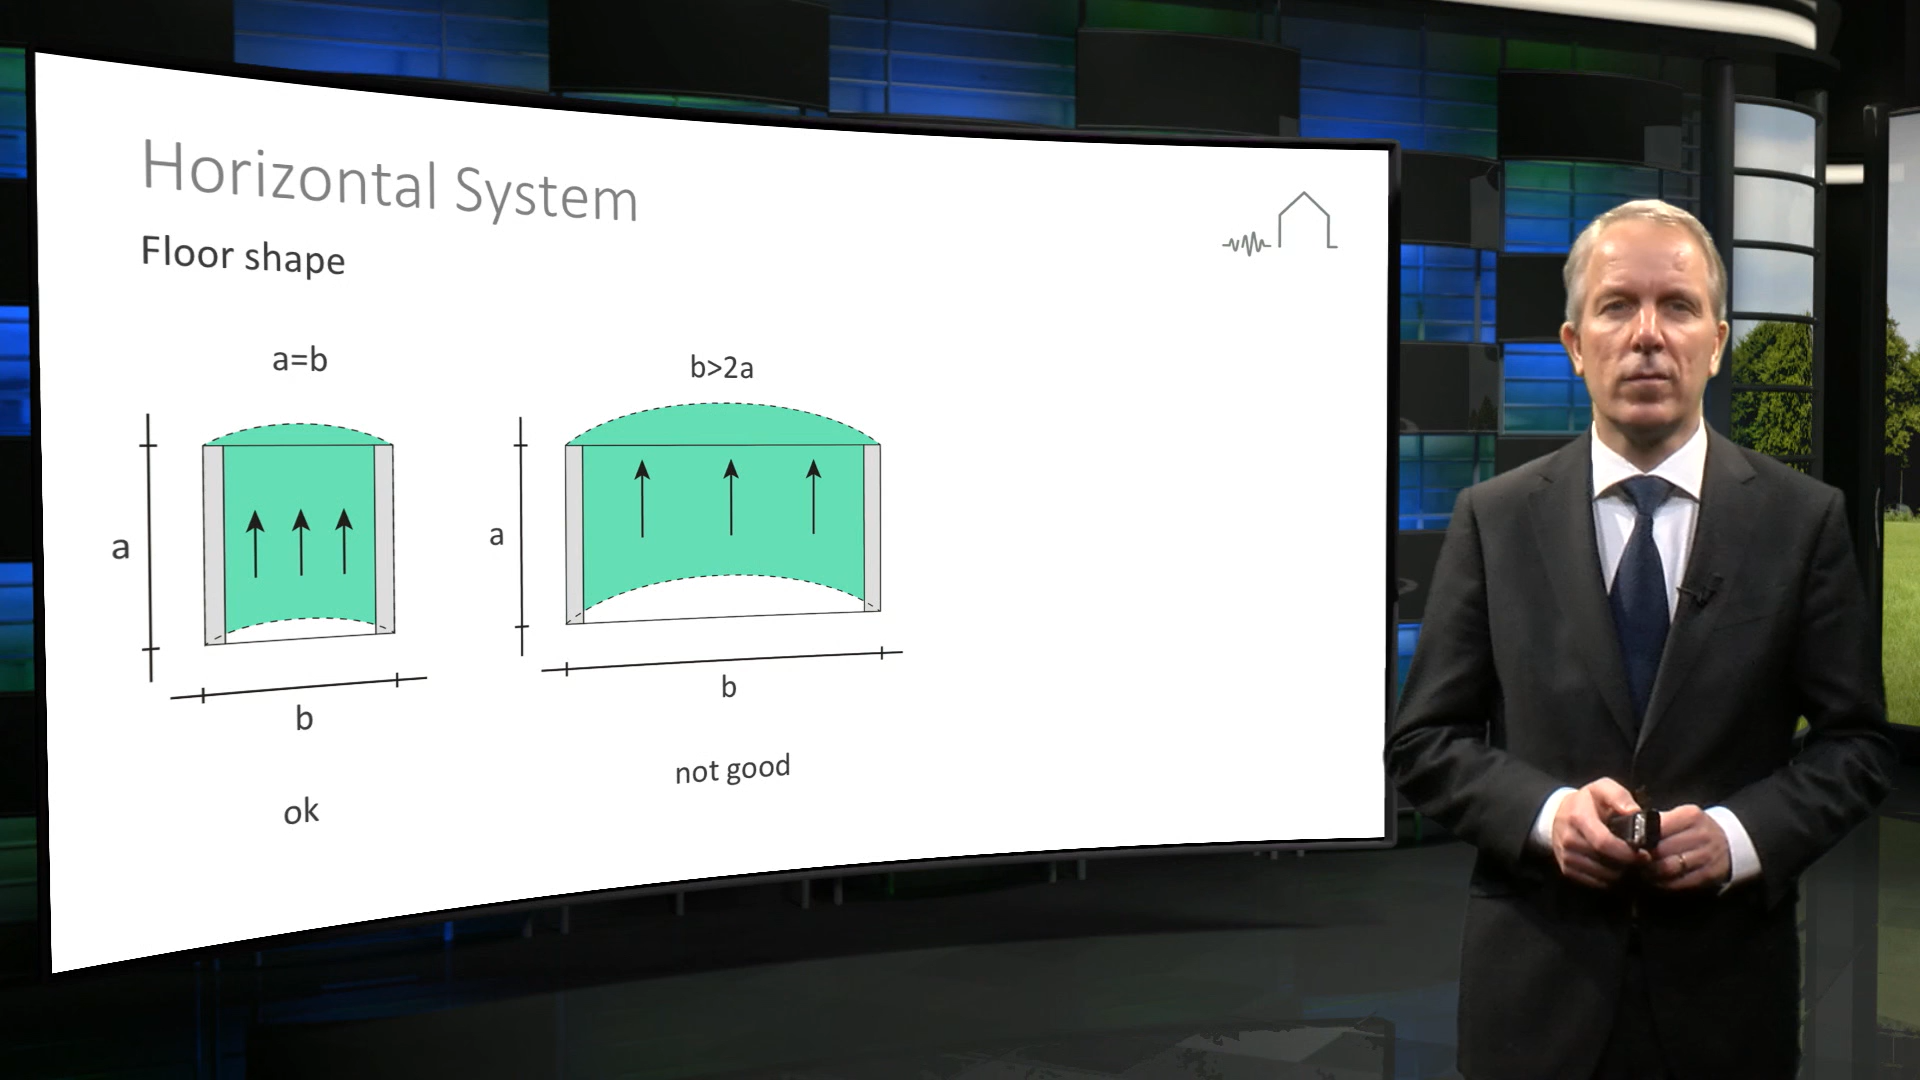 Horizontal System
Floor shape
a=b
b>2a
a
a
b
b
ok
not good